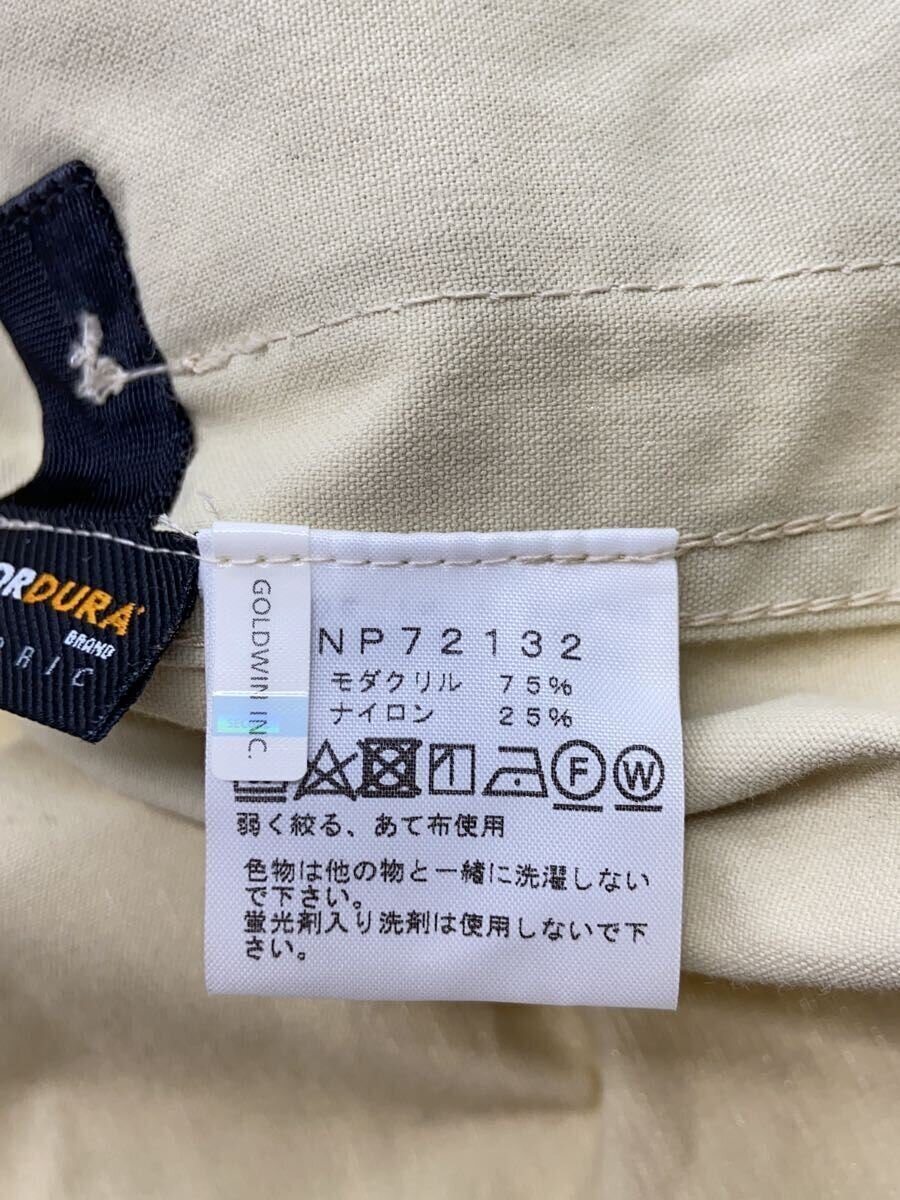 ORDURA
BRAND
RIC
GOLDWIN INC.
NP72132
モダクリル 75%
ナイロン 25%
F W
弱く絞る、あて布使用
色物は他の物と一緒に洗濯しない
で下さい。
蛍光剤入り洗剤は使用しないで下
さい。